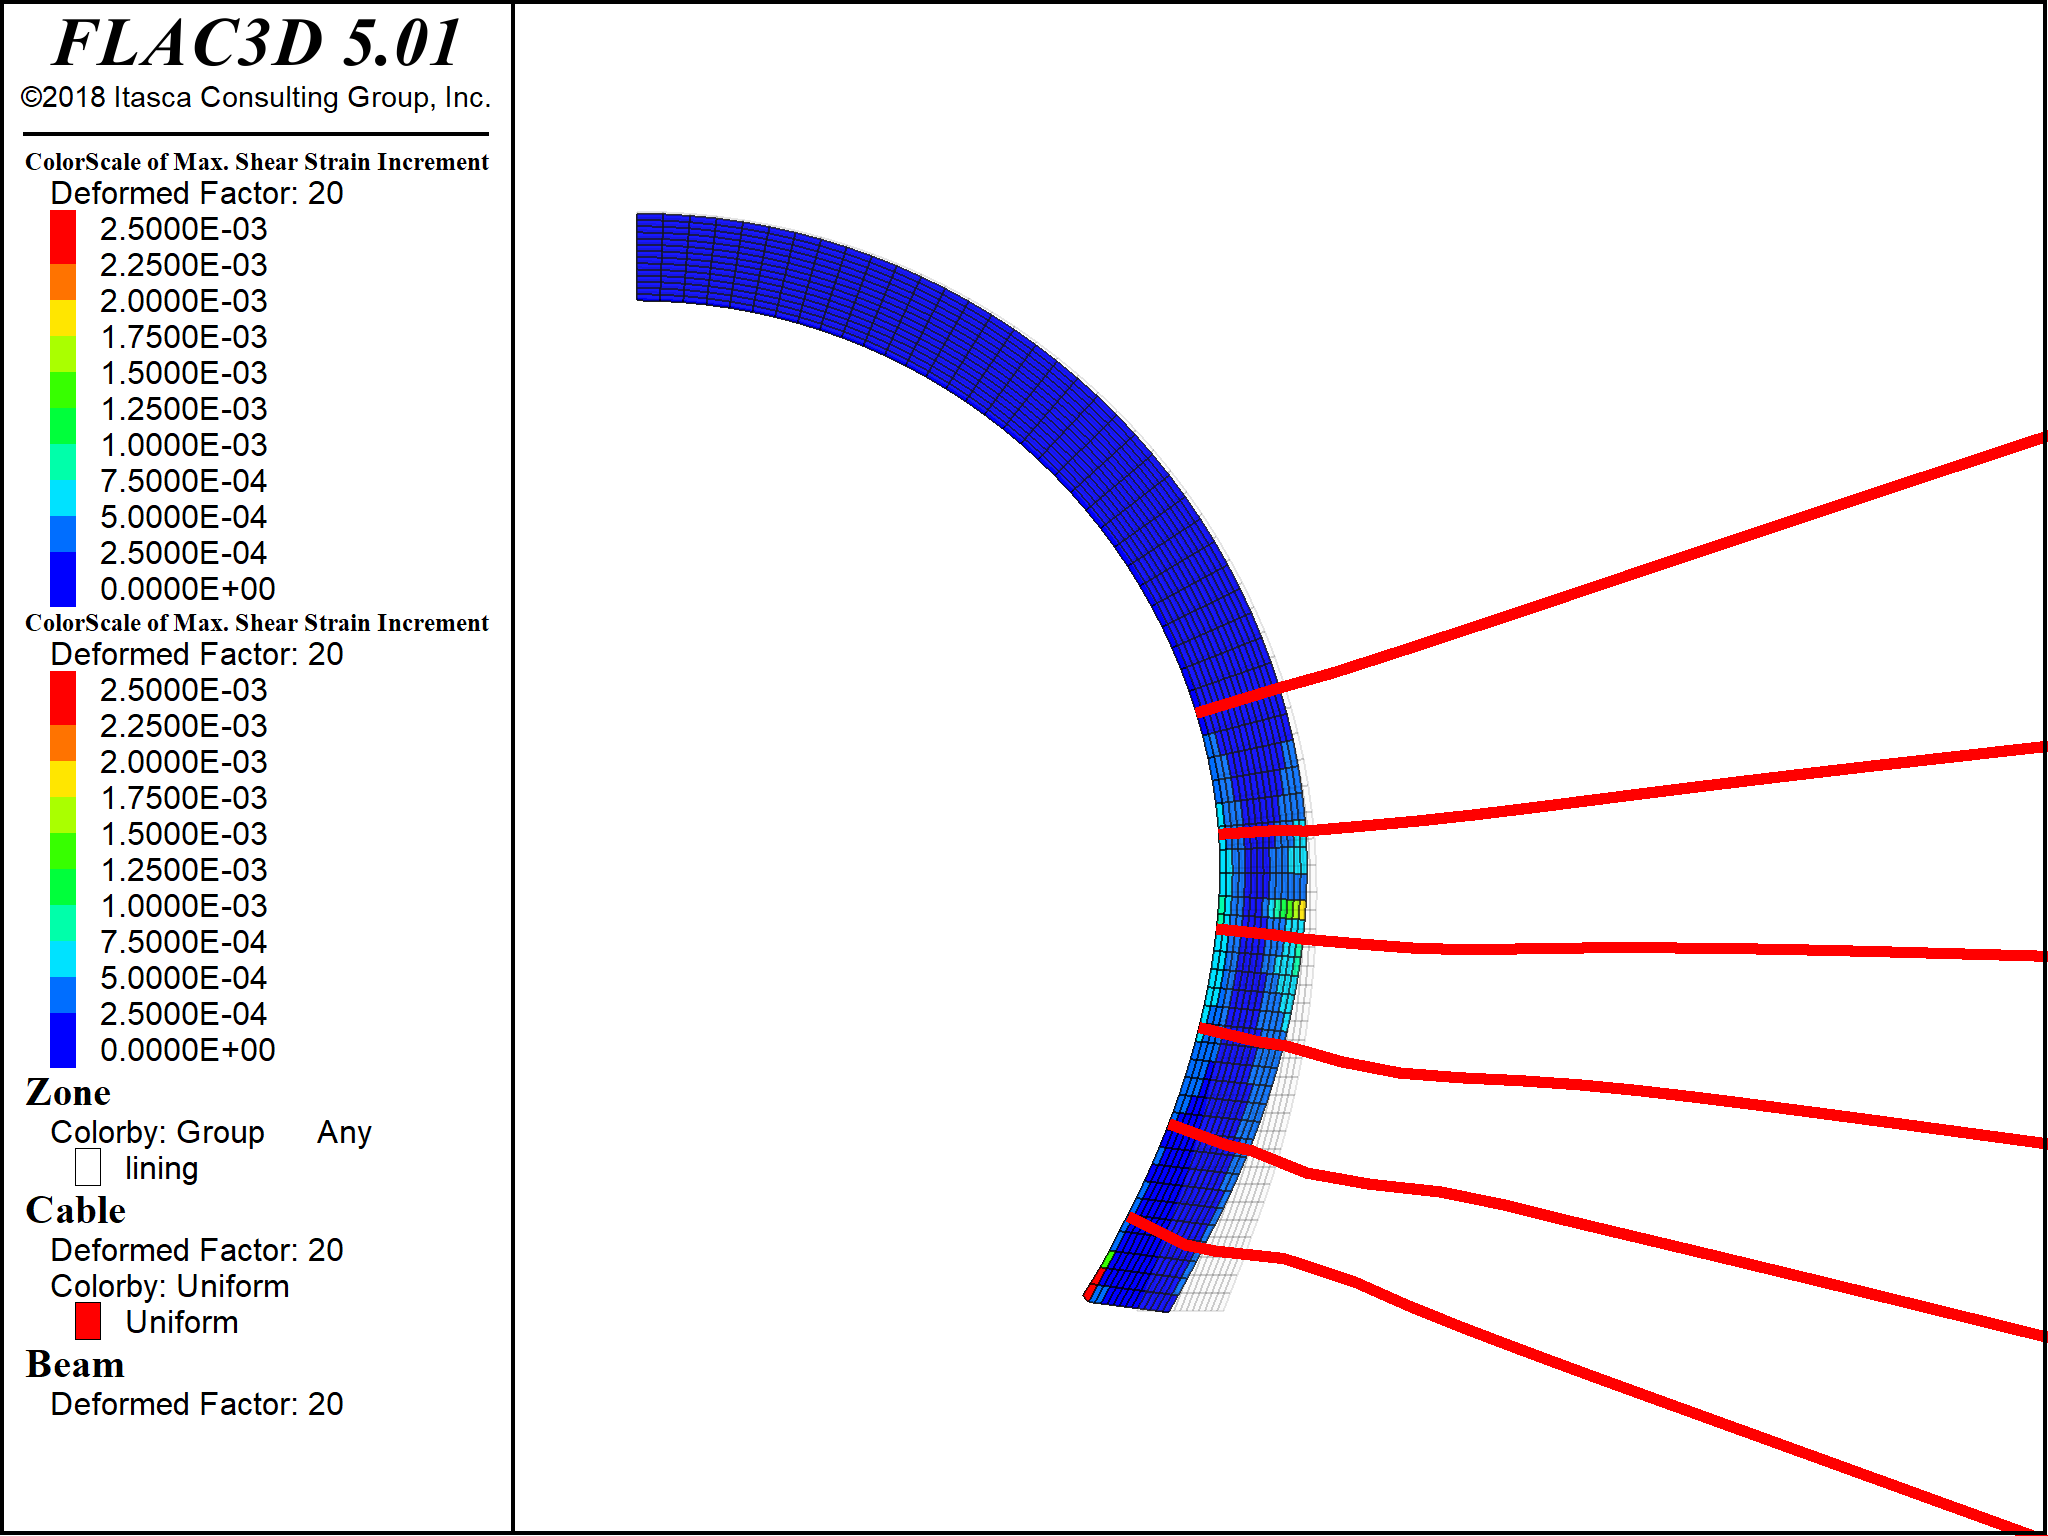 FLAC3D 5.01
©2018 Itasca Consulting Group, Inc.
ColorScale of Max. Shear Strain Increment
Deformed Factor: 20
2.5000E-03
2.2500E-03
2.0000E-03
1.7500E-03
1.5000E-03
1.2500E-03
1.0000E-03
7.5000E-04
5.0000E-04
2.5000E-04
0.0000E+00
ColorScale of Max. Shear Strain Increment
Deformed Factor: 20
2.5000E-03
2.2500E-03
2.0000E-03
1.7500E-03
1.5000E-03
1.2500E-03
1.0000E-03
7.5000E-04
5.0000E-04
2.5000E-04
0.0000E+00
Zone
Colorby: Group Any
lining
Cable
Deformed Factor: 20
Colorby: Uniform
Uniform
Beam
Deformed Factor: 20